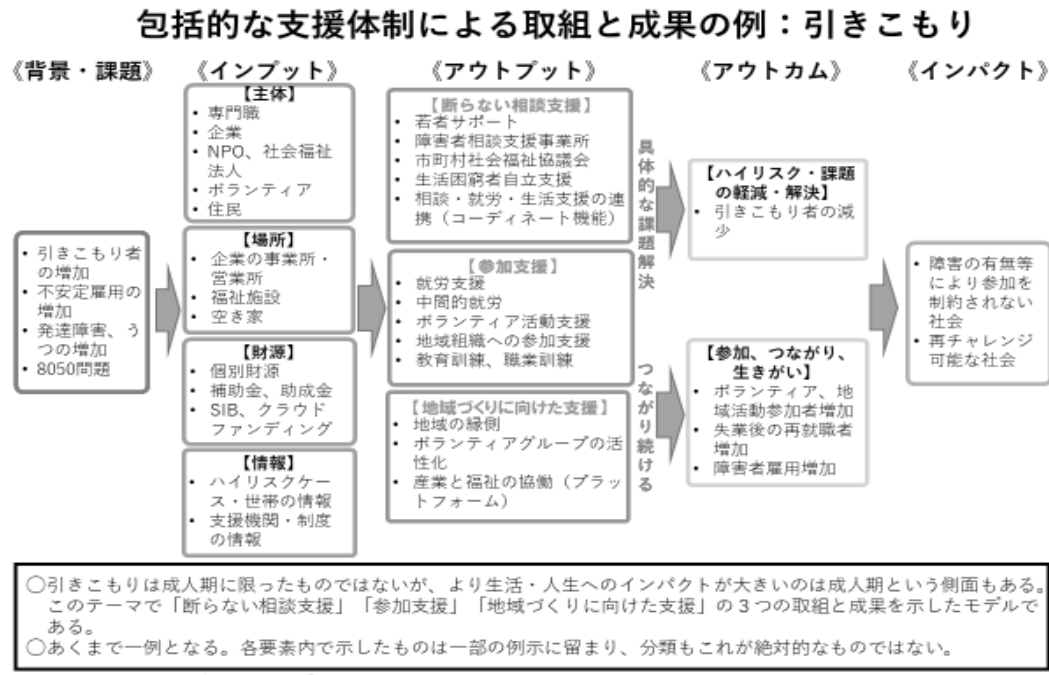 包括的な支援体制による取組と成果の例：引きこもり
《背景・課題》
《インプット》
《アウトプット》
《アウトカム》
《インパクト》
• 引きこもり者
の増加
• 不安定雇用の
増加
• 発達障害、う
つの増加
• 8050問題
【主体】
• 専門職
• 企業
• NPO、社会福祉
法人
• ボランティア
• 住民
【場所】
• 企業の事業所・
営業所
• 福祉施設
• 空き家
【財源】
• 個別財源
• 補助金、助成金
• SIB、クラウド
ファンディング
【情報】
• ハイリスクケー
ス・世帯の情報
• 支援機関・制度
の情報
【断らない相談支援】
• 若者サポート
• 障害者相談支援事業所
• 市町村社会福祉協議会
• 生活困窮者自立支援
• 相談・就労・生活支援の連
携（コーディネート機能）
【参加支援】
• 就労支援
• 中間的就労
• ボランティア活動支援
• 地域組織への参加支援
• 教育訓練、職業訓練
【地域づくりに向けた支援】
• 地域の縁側
• ボランティアグループの活
性化
• 産業と福祉の協働（プラッ
トフォーム）
具体的な課題解決
つながり続ける
【ハイリスク・課題
の軽減・解決】
• 引きこもり者の減
少
【参加、つながり、
生きがい】
• ボランティア、地
域活動参加者増加
• 失業後の再就職者
増加
• 障害者雇用増加
• 障害の有無等
により参加を
制約されない
社会
• 再チャレンジ
可能な社会
○引きこもりは成人期に限ったものではないが、より生活・人生へのインパクトが大きいのは成人期という側面もある。
このテーマで「断らない相談支援」「参加支援」「地域づくりに向けた支援」の３つの取組と成果を示したモデルで
ある。
○あくまで一例となる。各要素内で示したものは一部の例示に留まり、分類もこれが絶対的なものではない。